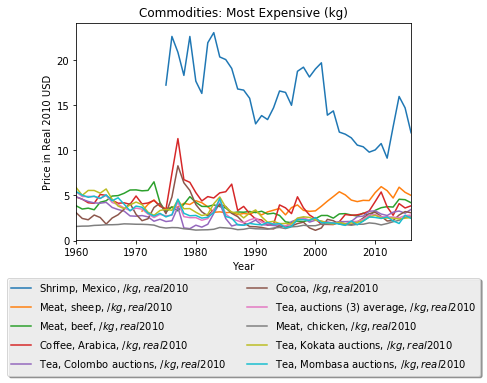 Commodities: Most Expensive (kg)
20
15
10
5
0
Price in Real 2010 USD
1960 1970 1980 1990 2000 2010
Year
Shrimp, Mexico, /kg, real2010
Meat, sheep, /kg, real2010
Meat, beef, /kg, real2010
Coffee, Arabica, /kg, real2010
Tea, Colombo auctions, /kg, real2010
Cocoa, /kg, real2010
Tea, auctions (3) average, /kg, real2010
Meat, chicken, /kg, real2010
Tea, Kokata auctions, /kg, real2010
Tea, Mombasa auctions, /kg, real2010